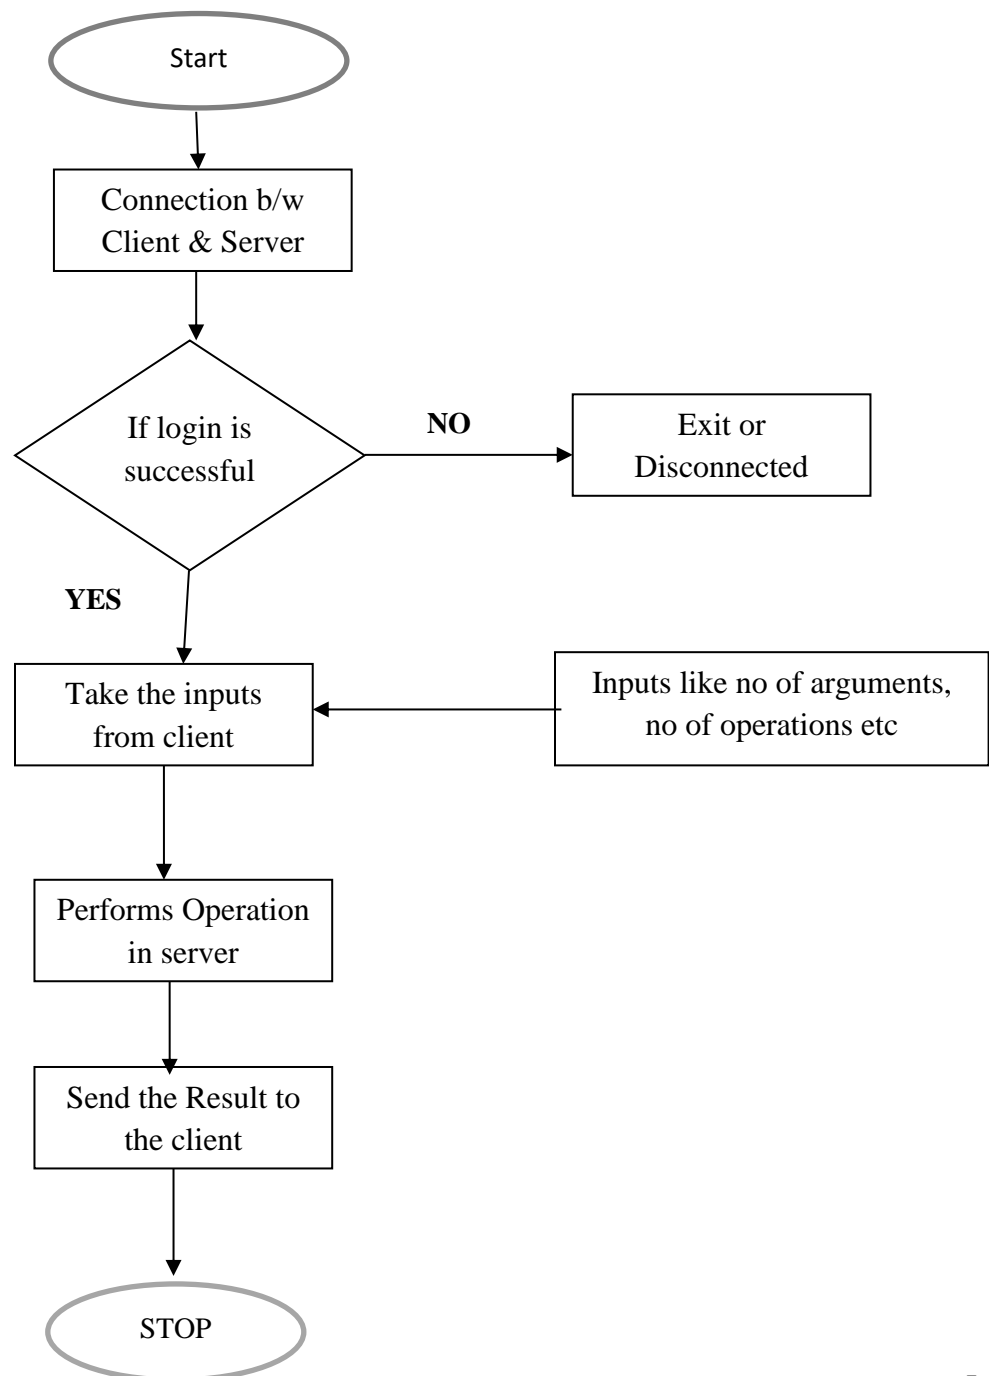 Start
Connection b/w
Client & Server
If login is
successful
NO
Exit or
Disconnected
YES
Take the inputs
from client
Inputs like no of arguments,
no of operations etc
Performs Operation
in server
Send the Result to
the client
STOP